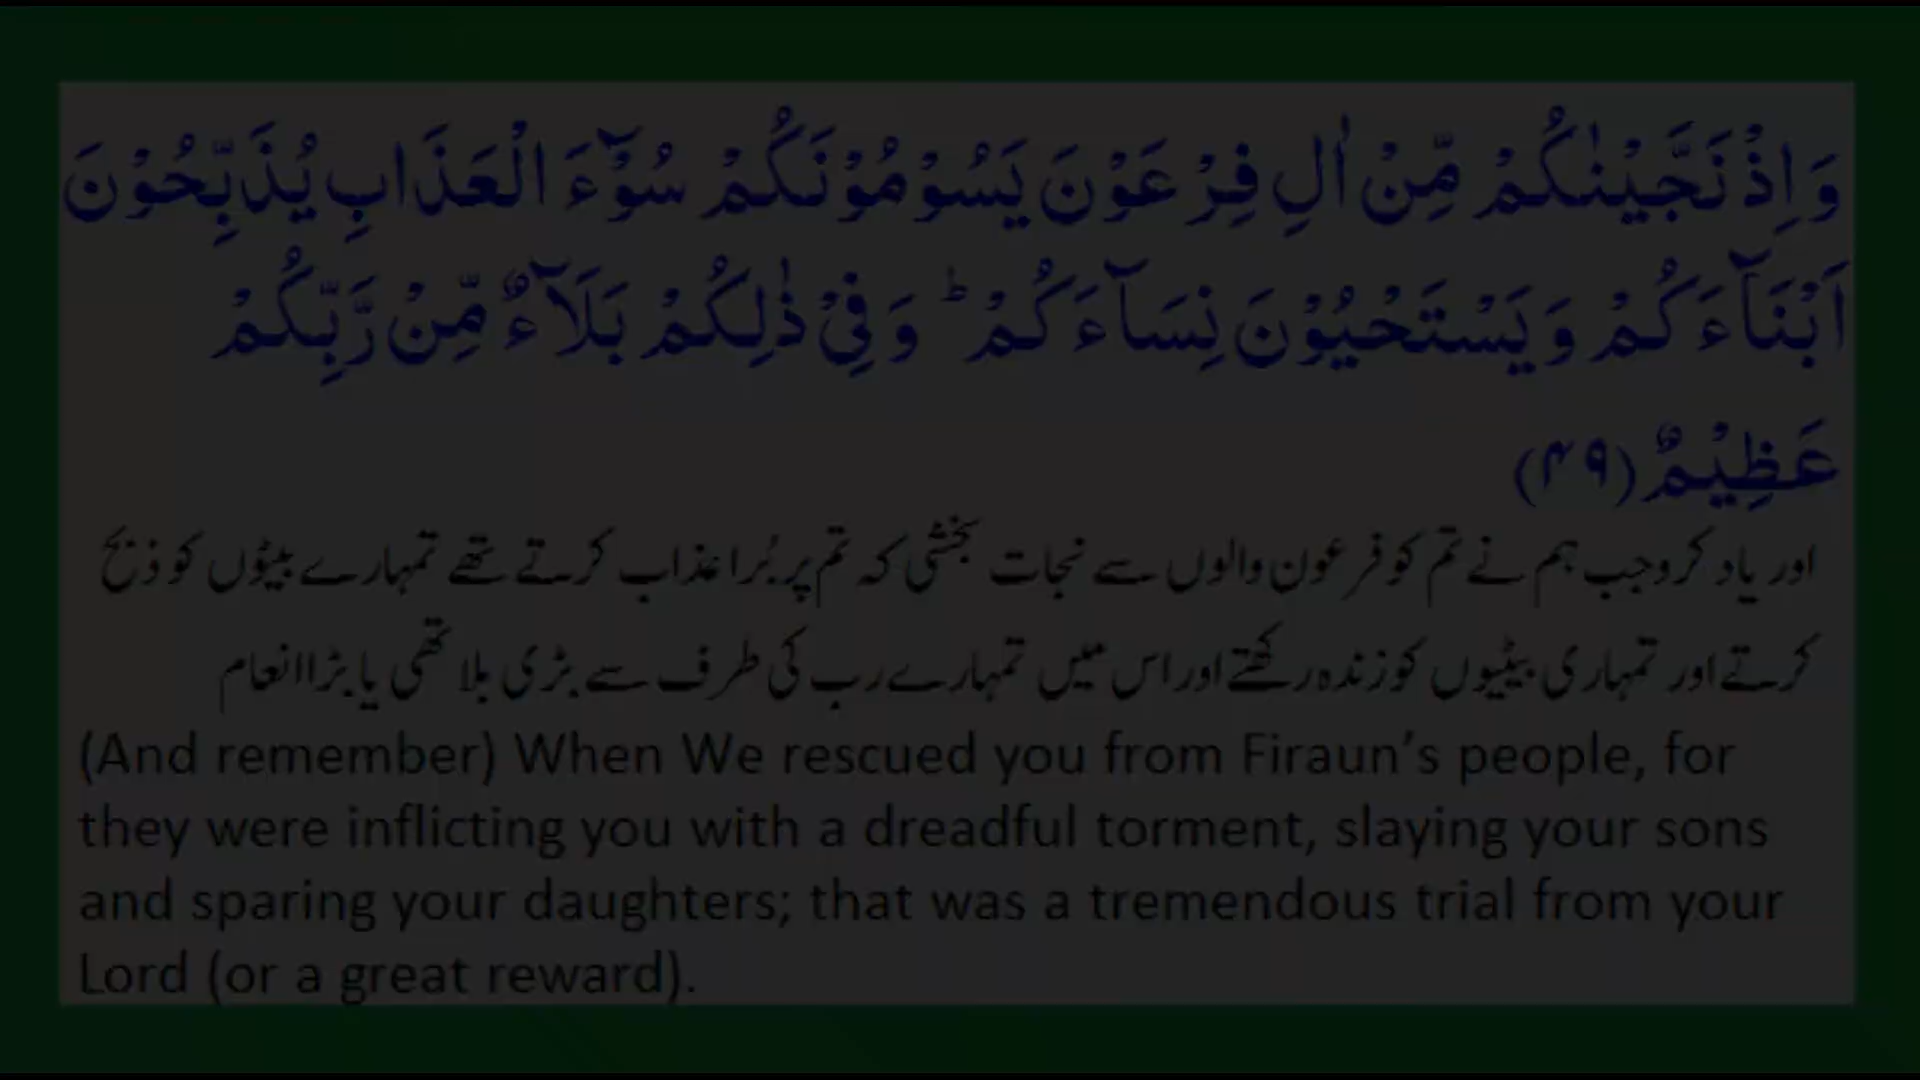 وَ اِذْ نَجَّیْنٰكُمْ مِّنْ اٰلِ فِرْعَوْنَ یَسُوْمُوْنَكُمْ سُوْٓءَ الْعَذَابِ یُذَبِّحُوْنَ
اَبْنَآءَكُمْ وَ یَسْتَحْیُوْنَ نِسَآءَكُمْؕ وَ فِیْ ذٰلِكُمْ بَلَآءٌ مِّنْ رَّبِّكُمْ
عَظِیْمٌ(۴۹)
اور یاد کرو جب ہم نے تم کو فرعون والوں سے نجات بخشی کہ تم پر بُرا عذاب کرتے تھے تمہارے بیٹوں کو ذبح
کرتے اور تمہاری بیٹیوں کو زندہ رکھتے اور اس میں تمہارے رب کی طرف سے بڑی بلا تھی یا بڑا انعام
(And remember) When We rescued you from Firaun’s people, for
they were inflicting you with a dreadful torment, slaying your sons
and sparing your daughters; that was a tremendous trial from your
Lord (or a great reward).